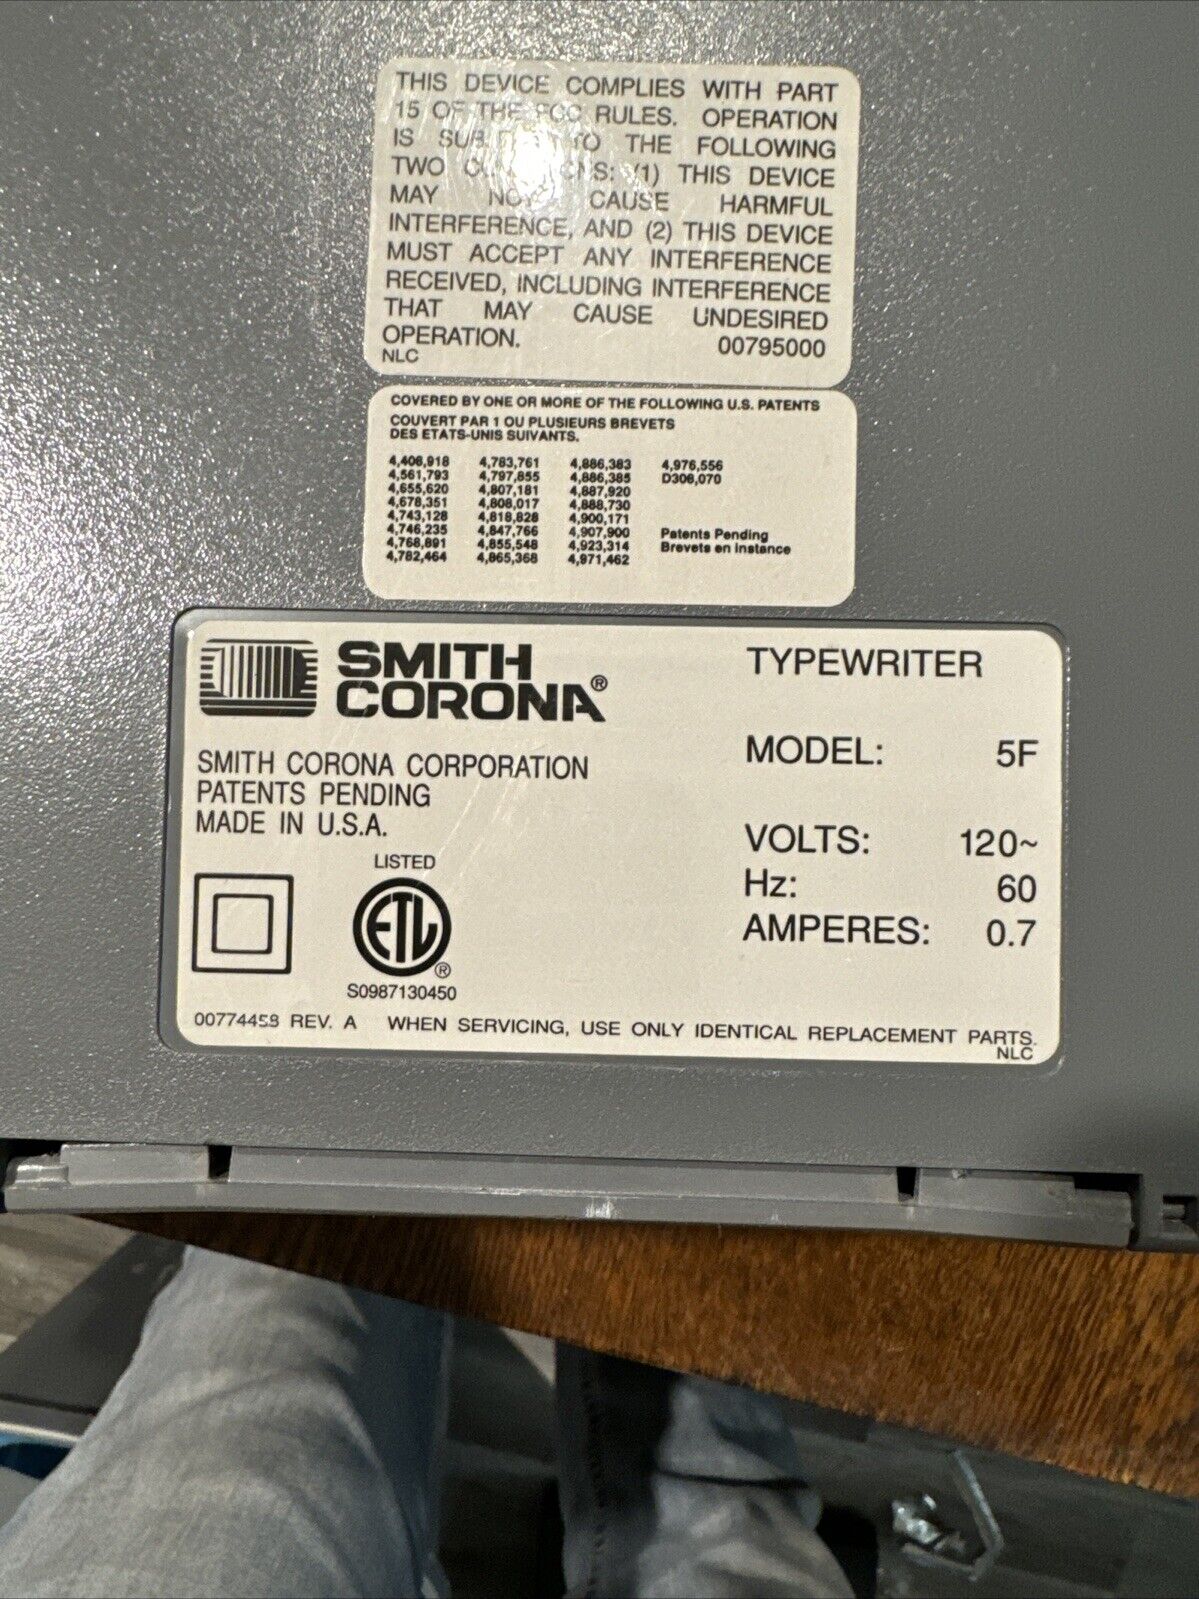 THIS DEVICE COMPLIES WITH PART
15 OF THE FCC RULES. OPERATION
IS TO THE FOLLOWING
TWO THIS DEVICE
MAY NOT CAUSE HARMFUL
INTERFERENCE, AND (2) THIS DEVICE
MUST ACCEPT ANY INTERFERENCE
RECEIVED, INCLUDING INTERFERENCE
THAT MAY CAUSE UNDESIRED
OPERATION. 00795000
NLC
COVERED BY ONE OR MORE OF THE FOLLOWING U.S. PATENTS
COUVERT PAR 1 OU PLUSIEURS BREVETS
DES ETATS-UNIS SUIVANTS.
4,406,918 4,783,761 4,886,383 4,976,556
4,561,793 4,797,855 4,886,385 D306,070
4,655,620 4,807,181 4,887,920
4,678,351 4,808,017 4,888,730
4,743,128 4,818,828 4,900,171
4,746,235 4,847,766 4,907,900 Patents Pending
4,768,891 4,855,548 4,923,314 Brevets en instance
4,782,464 4,865,368 4,971,462
SMITH
CORONA®
TYPEWRITER
SMITH CORONA CORPORATION
PATENTS PENDING
MADE IN U.S.A.
MODEL: 5F
VOLTS: 120~
Hz: 60
AMPERES: 0.7
LISTED
ETL
®
S0987130450
00774458 REV. A WHEN SERVICING, USE ONLY IDENTICAL REPLACEMENT PARTS.
NLC